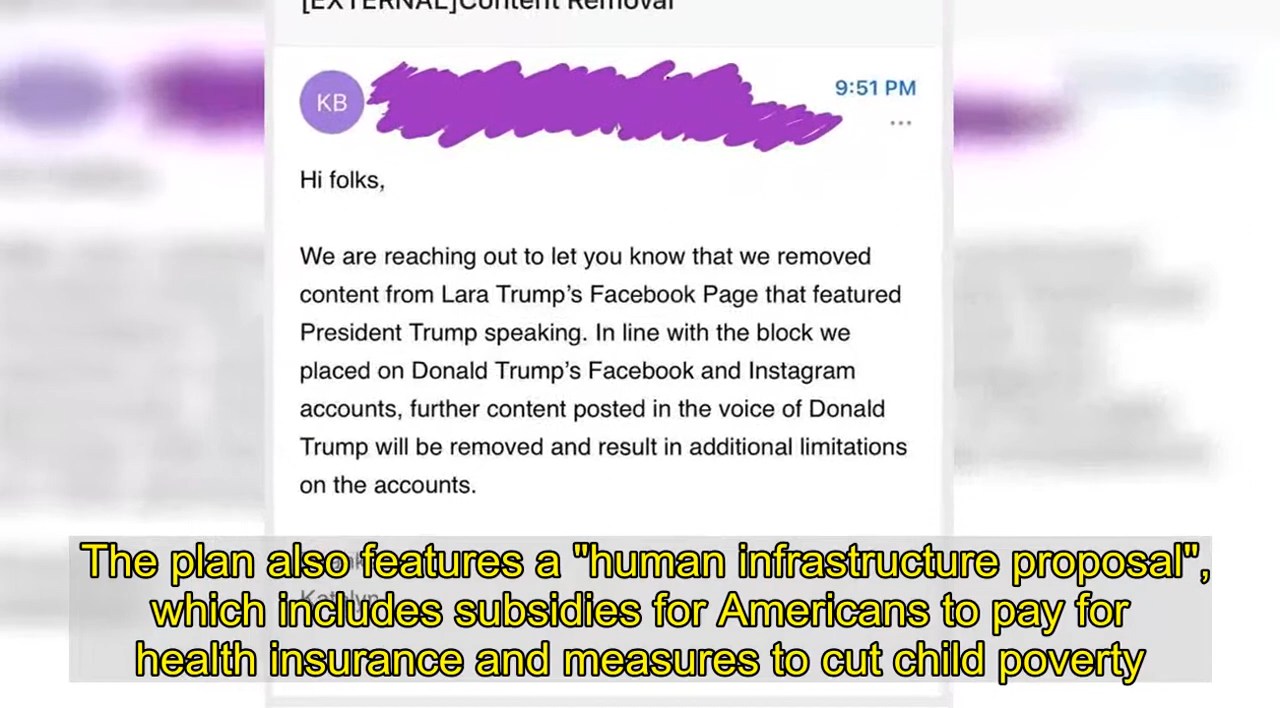 [EXTERNAL]Content Removal
KB
9:51 PM
Hi folks,
We are reaching out to let you know that we removed
content from Lara Trump’s Facebook Page that featured
President Trump speaking. In line with the block we
placed on Donald Trump’s Facebook and Instagram
accounts, further content posted in the voice of Donald
Trump will be removed and result in additional limitations
on the accounts.
Katelyn
The plan also features a "human infrastructure proposal",
which includes subsidies for Americans to pay for
health insurance and measures to cut child poverty